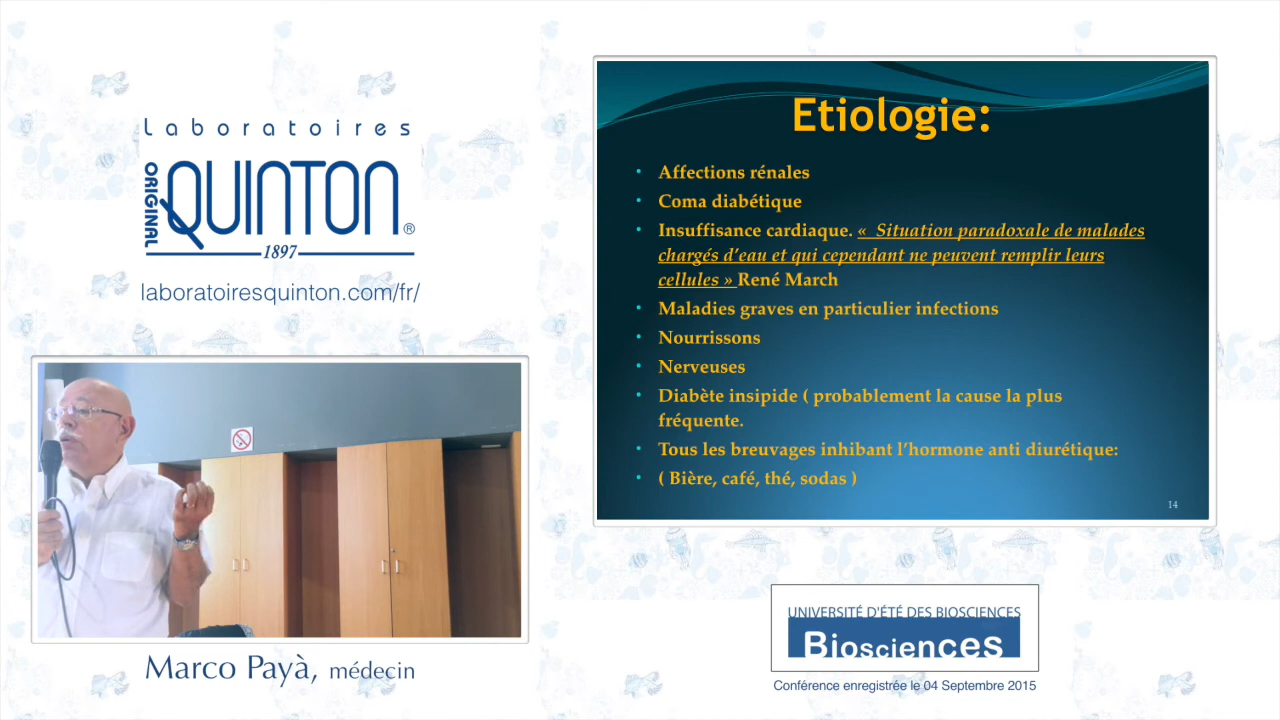 Laboratoires
ORIGINAL
QUINTON®
1897
laboratoiresquinton.com/fr/
Marco Payà, médecin
Etiologie:
• Affections rénales
• Coma diabétique
• Insuffisance cardiaque. « Situation paradoxale de malades
chargés d’eau et qui cependant ne peuvent remplir leurs
cellules » René March
• Maladies graves en particulier infections
• Nourrissons
• Nerveuses
• Diabète insipide ( probablement la cause la plus
fréquente.
• Tous les breuvages inhibant l’hormone anti diurétique:
• ( Bière, café, thé, sodas )
14
UNIVERSITÉ D'ÉTÉ DES BIOSCIENCES
Biosciences
Conférence enregistrée le 04 Septembre 2015